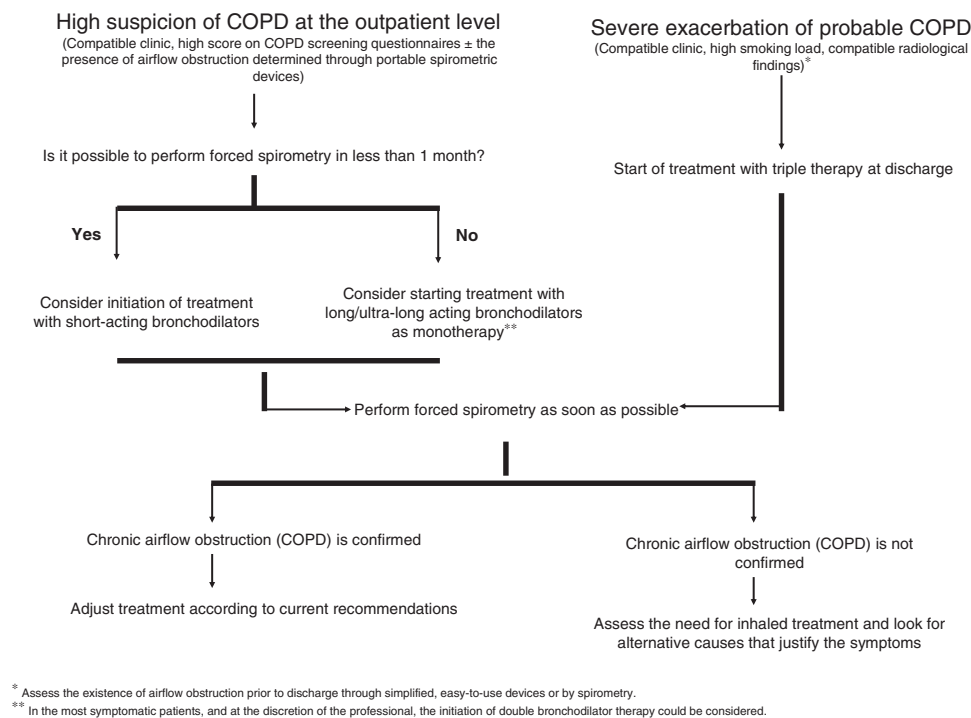 High suspicion of COPD at the outpatient level
(Compatible clinic, high score on COPD screening questionnaires ± the
presence of airflow obstruction determined through portable spirometric
devices)
Severe exacerbation of probable COPD
(Compatible clinic, high smoking load, compatible radiological
findings)*
Is it possible to perform forced spirometry in less than 1 month?
Start of treatment with triple therapy at discharge
Yes
No
Consider initiation of treatment
with short-acting bronchodilators
Consider starting treatment with
long/ultra-long acting bronchodilators
as monotherapy**
Perform forced spirometry as soon as possible
Chronic airflow obstruction (COPD) is confirmed
Adjust treatment according to current recommendations
Chronic airflow obstruction (COPD) is not
confirmed
Assess the need for inhaled treatment and look for
alternative causes that justify the symptoms
* Assess the existence of airflow obstruction prior to discharge through simplified, easy-to-use devices or by spirometry.
** In the most symptomatic patients, and at the discretion of the professional, the initiation of double bronchodilator therapy could be considered.